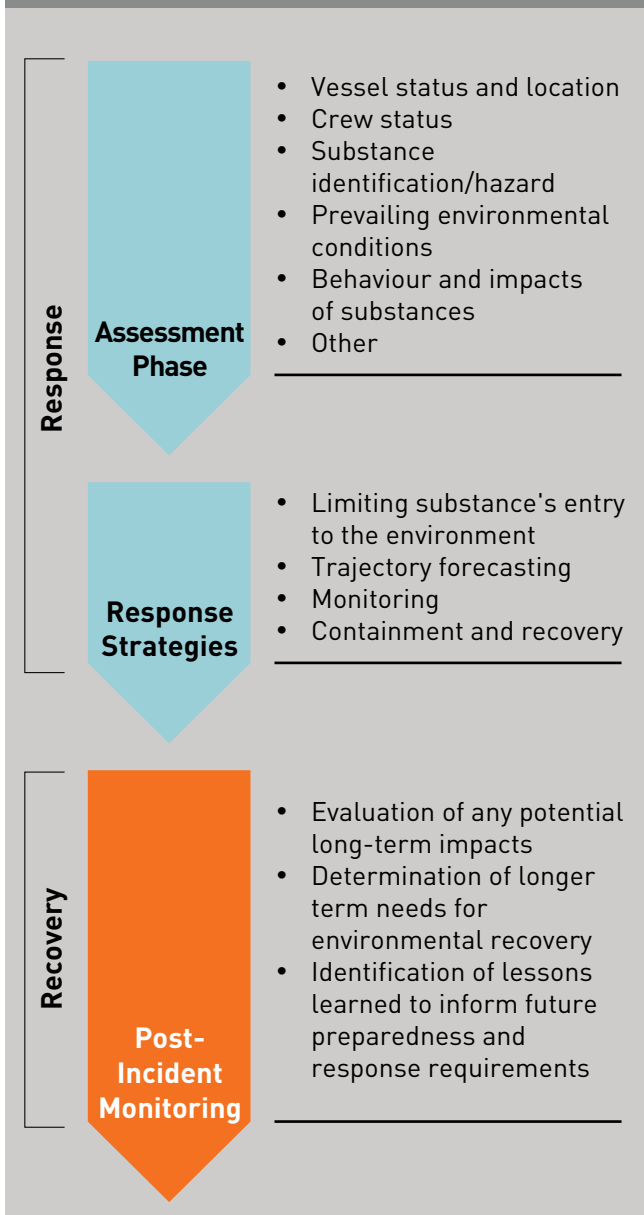 Response
Assessment
Phase
• Vessel status and location
• Crew status
• Substance
identification/hazard
• Prevailing environmental
conditions
• Behaviour and impacts
of substances
• Other
Response
Strategies
• Limiting substance's entry
to the environment
• Trajectory forecasting
• Monitoring
• Containment and recovery
Recovery
Post-
Incident
Monitoring
• Evaluation of any potential
long-term impacts
• Determination of longer
term needs for
environmental recovery
• Identification of lessons
learned to inform future
preparedness and
response requirements